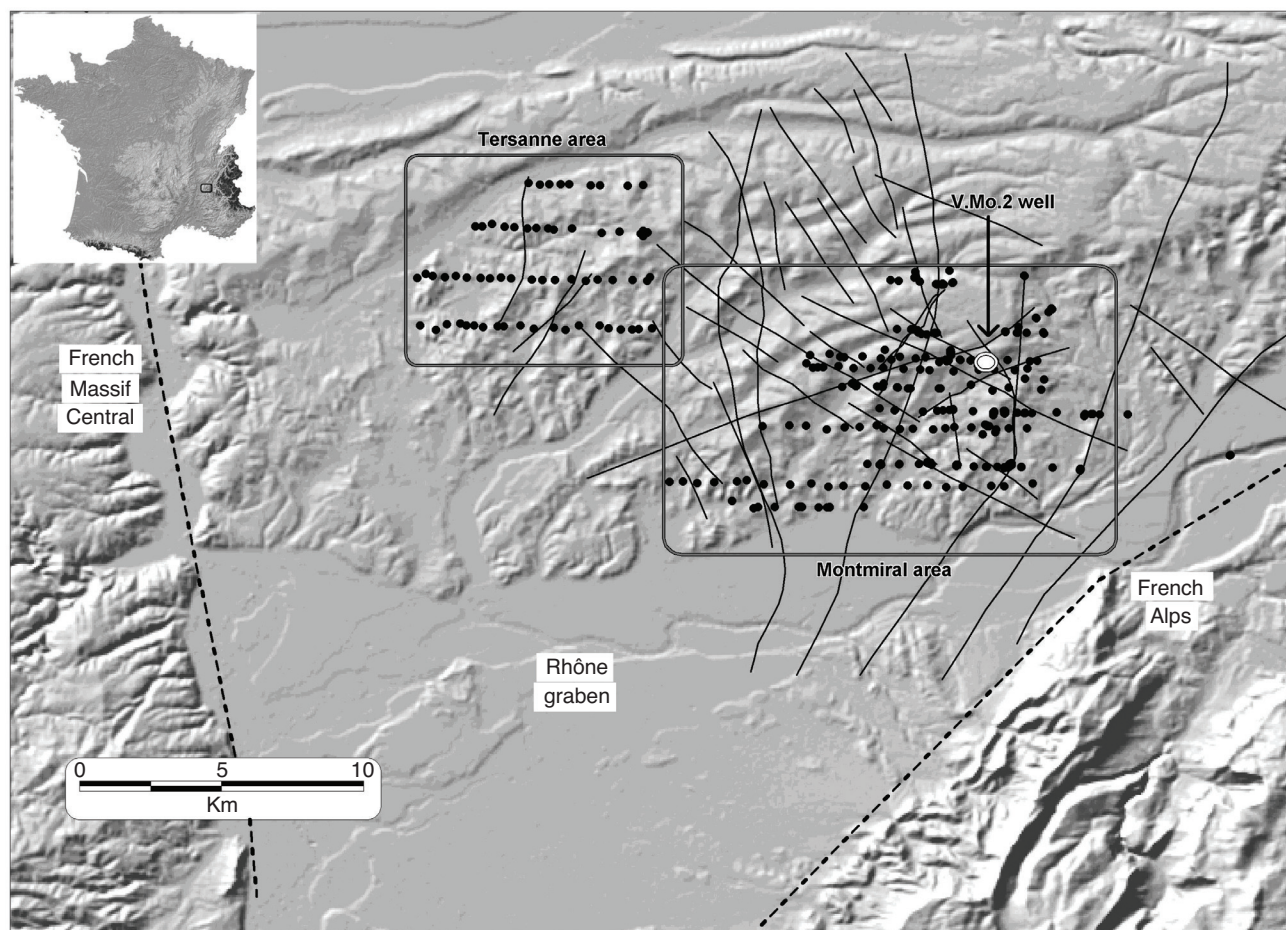 Tersanne area
V.Mo.2 well
French
Massif
Central
Montmiral area
French
Alps
Rhône
graben
0 5 10
Km